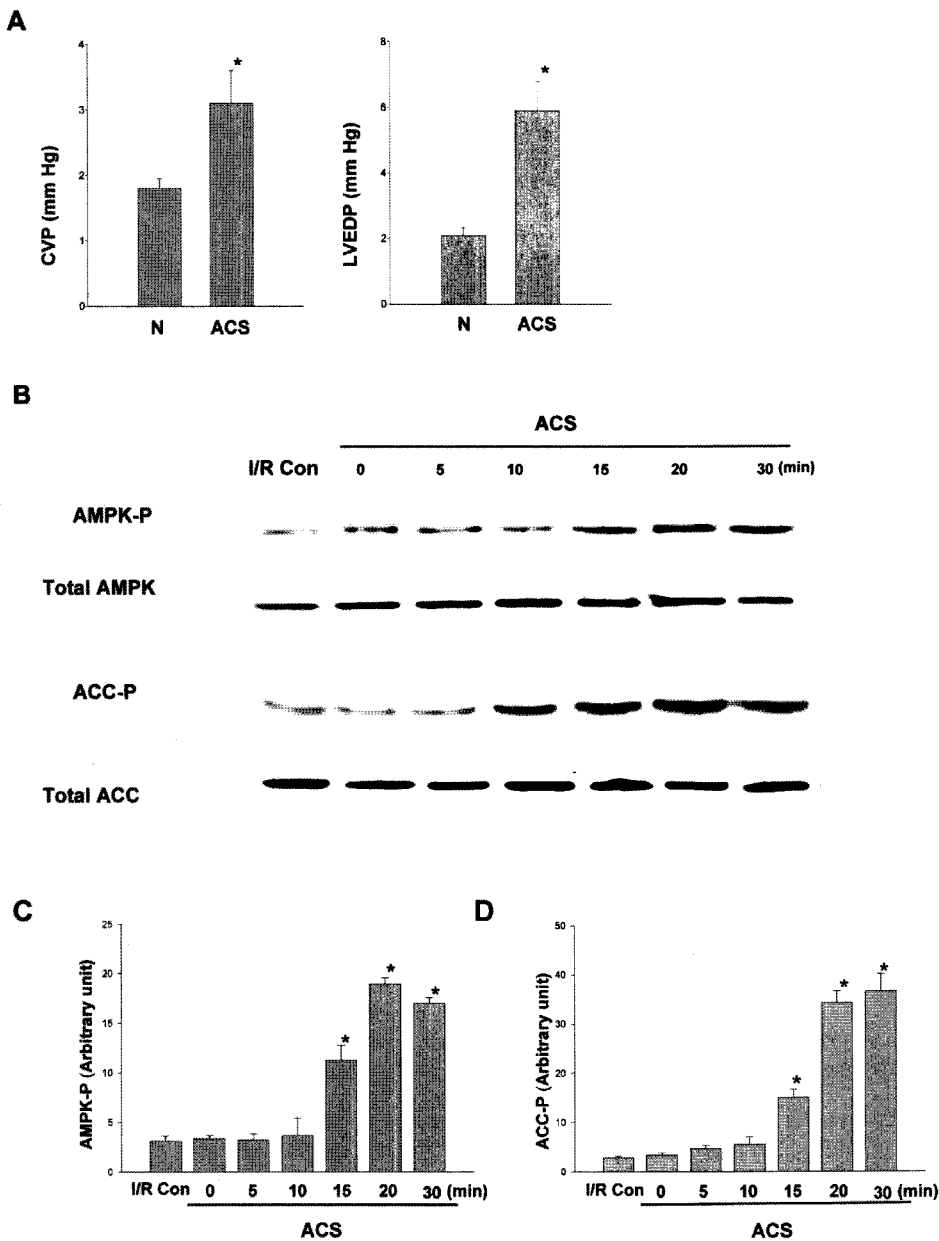 A
CVP (mm Hg)
4
3
2
1
0
*
N ACS
LVEDP (mm Hg)
8
6
4
2
0
*
N ACS
B
ACS
I/R Con 0 5 10 15 20 30 (min)
AMPK-P
Total AMPK
ACC-P
Total ACC
C
AMPK-P (Arbitrary unit)
25
20
15
10
5
0
* * *
I/R Con 0 5 10 15 20 30 (min)
ACS
D
ACC-P (Arbitrary unit)
50
40
30
20
10
0
* * *
I/R Con 0 5 10 15 20 30 (min)
ACS